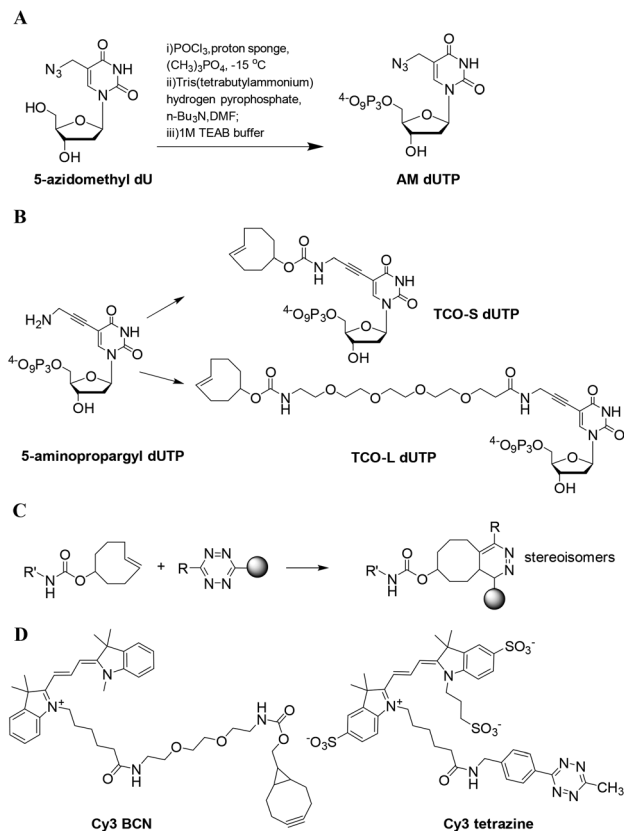 A
N3
O
NH
N
O
HO
O
OH
5-azidomethyl dU
i)POCl3,proton sponge,
(CH3)3PO4, -15 °C
ii)Tris(tetrabutylammonium)
hydrogen pyrophosphate,
n-Bu3N,DMF;
iii)1M TEAB buffer
N3
O
NH
N
O
4-O9P3O
O
OH
AM dUTP
B
H2N
O
NH
N
O
4-O9P3O
O
OH
5-aminopropargyl dUTP
O
O
N
H
O
NH
N
O
4-O9P3O
O
OH
TCO-S dUTP
O
O
N
H
O
O
O
O
O
N
H
O
NH
N
O
4-O9P3O
O
OH
TCO-L dUTP
C
R'
N
H
O
O
+
R
N=N
N=N
R'
N
H
O
O
R
N
N
stereoisomers
D
N
N
+
O
N
H
O
O
H
N
O
O
Cy3 BCN
SO3-
N
N
+
SO3-
-O3S
O
N
H
N=N
N-N
CH3
Cy3 tetrazine